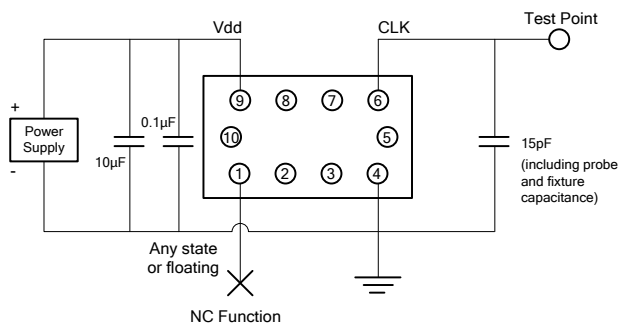 Vdd
CLK
Test Point
+
Power
Supply
-
10µF
0.1µF
9
8
7
6
10
5
1
2
3
4
15pF
(including probe
and fixture
capacitance)
Any state
or floating
NC Function